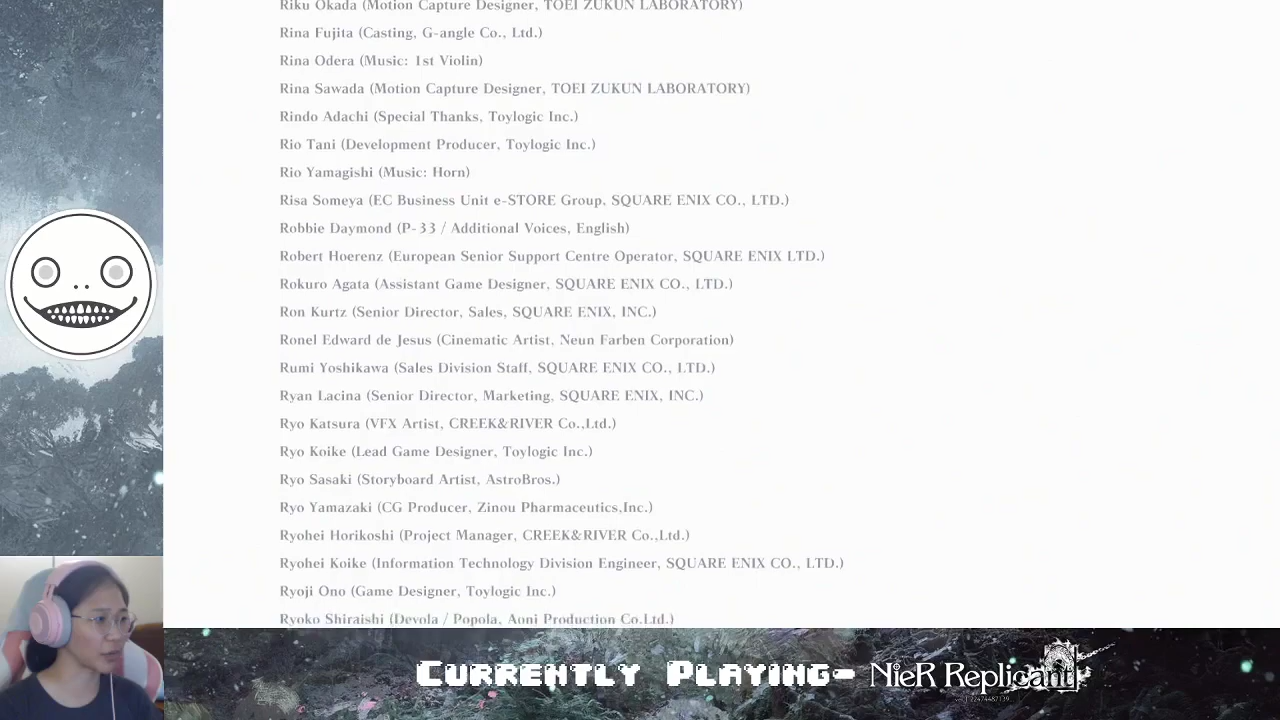 Riku Okada (Motion Capture Designer, TOEI ZUKUN LABORATORY)
Rina Fujita (Casting, G-angle Co., Ltd.)
Rina Odera (Music: 1st Violin)
Rina Sawada (Motion Capture Designer, TOEI ZUKUN LABORATORY)
Rindo Adachi (Special Thanks, Toylogic Inc.)
Rio Tani (Development Producer, Toylogic Inc.)
Rio Yamagishi (Music: Horn)
Risa Someya (EC Business Unit e-STORE Group, SQUARE ENIX CO., LTD.)
Robbie Daymond (P-33 / Additional Voices, English)
Robert Hoerenz (European Senior Support Centre Operator, SQUARE ENIX LTD.)
Rokuro Agata (Assistant Game Designer, SQUARE ENIX CO., LTD.)
Ron Kurtz (Senior Director, Sales, SQUARE ENIX, INC.)
Ronel Edward de Jesus (Cinematic Artist, Neun Farben Corporation)
Rumi Yoshikawa (Sales Division Staff, SQUARE ENIX CO., LTD.)
Ryan Lacina (Senior Director, Marketing, SQUARE ENIX, INC.)
Ryo Katsura (VFX Artist, CREEK&RIVER Co.,Ltd.)
Ryo Koike (Lead Game Designer, Toylogic Inc.)
Ryo Sasaki (Storyboard Artist, AstroBros.)
Ryo Yamazaki (CG Producer, Zinou Pharmaceutics,Inc.)
Ryohei Horikoshi (Project Manager, CREEK&RIVER Co.,Ltd.)
Ryohei Koike (Information Technology Division Engineer, SQUARE ENIX CO., LTD.)
Ryoji Ono (Game Designer, Toylogic Inc.)
Ryoko Shiraishi (Devola / Popola, Aoni Production Co.Ltd.)
Currently Playing- NieR Replicant